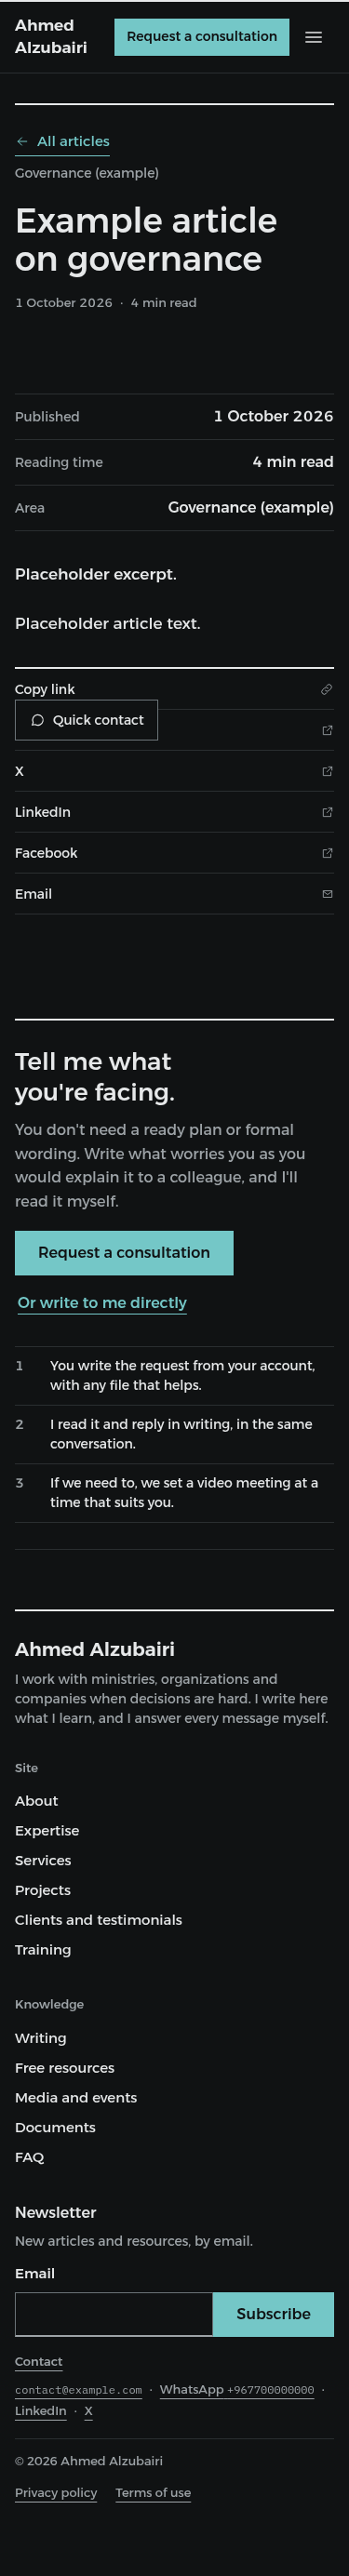 Ahmed
Alzubairi
Request a consultation
All articles
Governance (example)
Example article
on governance
1 October 2026 · 4 min read
Published 1 October 2026
Reading time 4 min read
Area Governance (example)
Placeholder excerpt.
Placeholder article text.
Copy link
Quick contact
X
LinkedIn
Facebook
Email
Tell me what
you're facing.
You don't need a ready plan or formal
wording. Write what worries you as you
would explain it to a colleague, and I'll
read it myself.
Request a consultation
Or write to me directly
1 You write the request from your account,
with any file that helps.
2 I read it and reply in writing, in the same
conversation.
3 If we need to, we set a video meeting at a
time that suits you.
Ahmed Alzubairi
I work with ministries, organizations and
companies when decisions are hard. I write here
what I learn, and I answer every message myself.
Site
About
Expertise
Services
Projects
Clients and testimonials
Training
Knowledge
Writing
Free resources
Media and events
Documents
FAQ
Newsletter
New articles and resources, by email.
Email
Subscribe
Contact
contact@example.com · WhatsApp +967700000000 ·
LinkedIn · X
© 2026 Ahmed Alzubairi
Privacy policy Terms of use